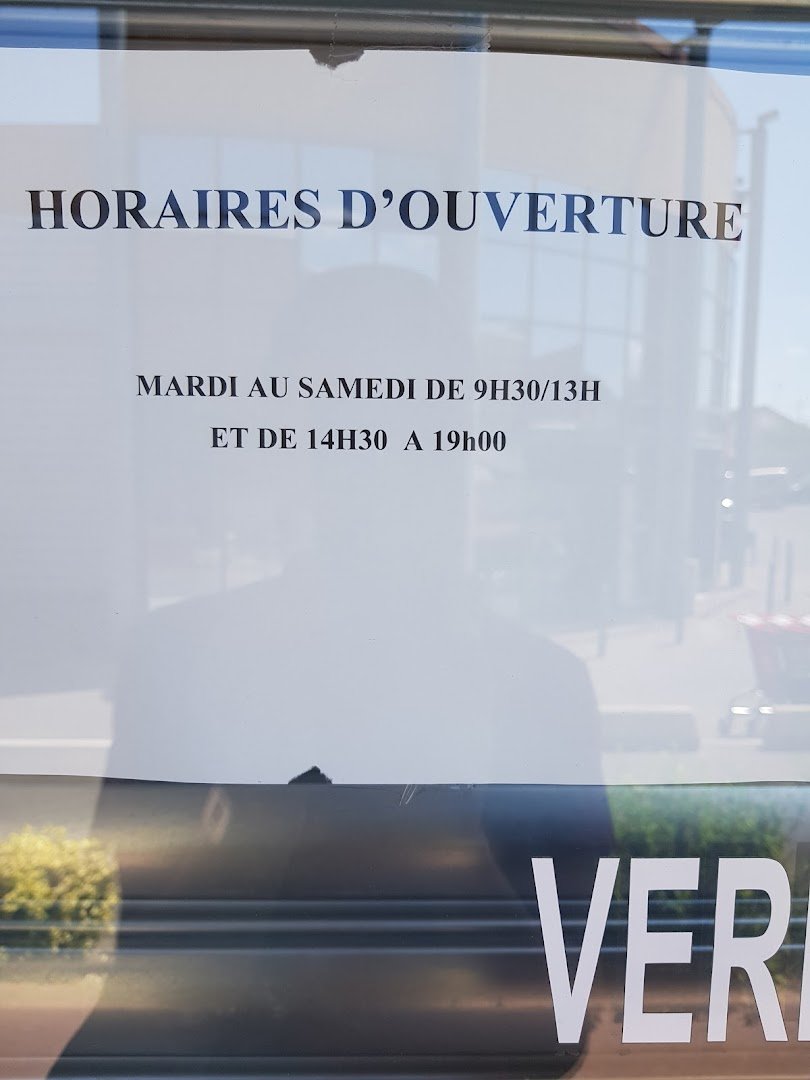 HORAIRES D’OUVERTURE
MARDI AU SAMEDI DE 9H30/13H
ET DE 14H30 A 19h00